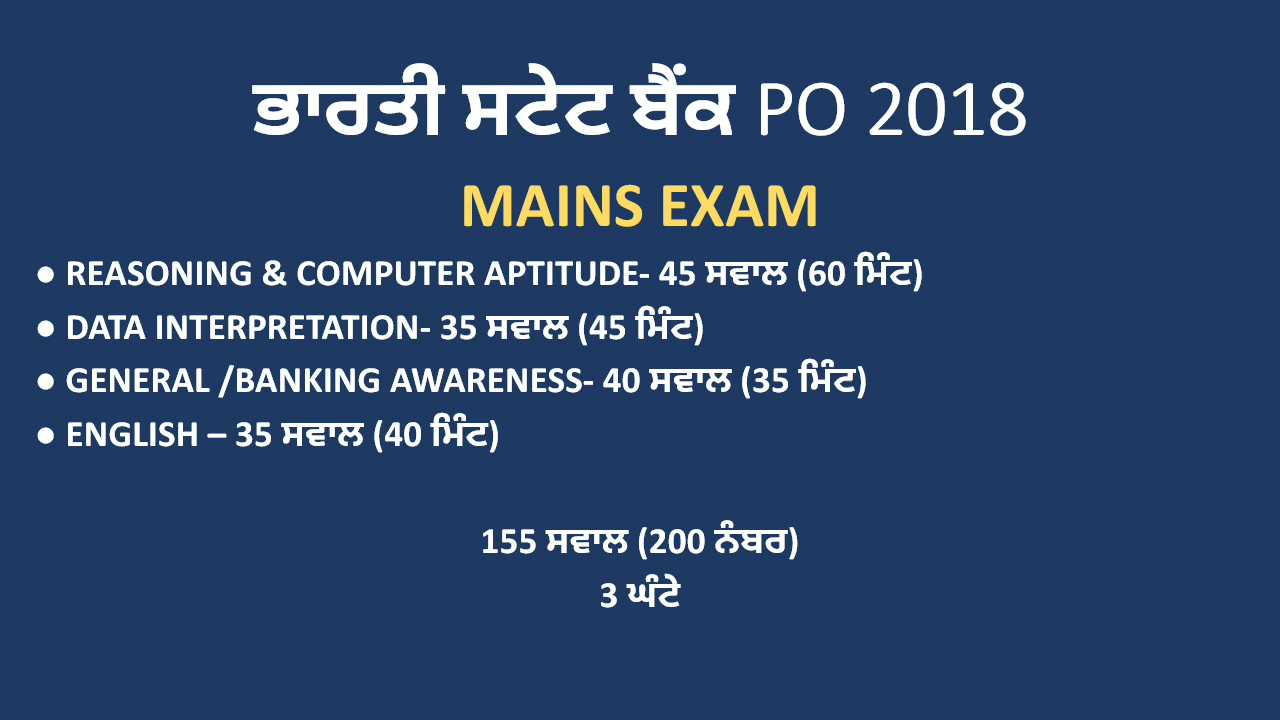 ਭਾਰਤੀ ਸਟੇਟ ਬੈਂਕ PO 2018
MAINS EXAM
● REASONING & COMPUTER APTITUDE- 45 ਸਵਾਲ (60 ਮਿੰਟ)
● DATA INTERPRETATION- 35 ਸਵਾਲ (45 ਮਿੰਟ)
● GENERAL /BANKING AWARENESS- 40 ਸਵਾਲ (35 ਮਿੰਟ)
● ENGLISH – 35 ਸਵਾਲ (40 ਮਿੰਟ)
155 ਸਵਾਲ (200 ਨੰਬਰ)
3 ਘੰਟੇ